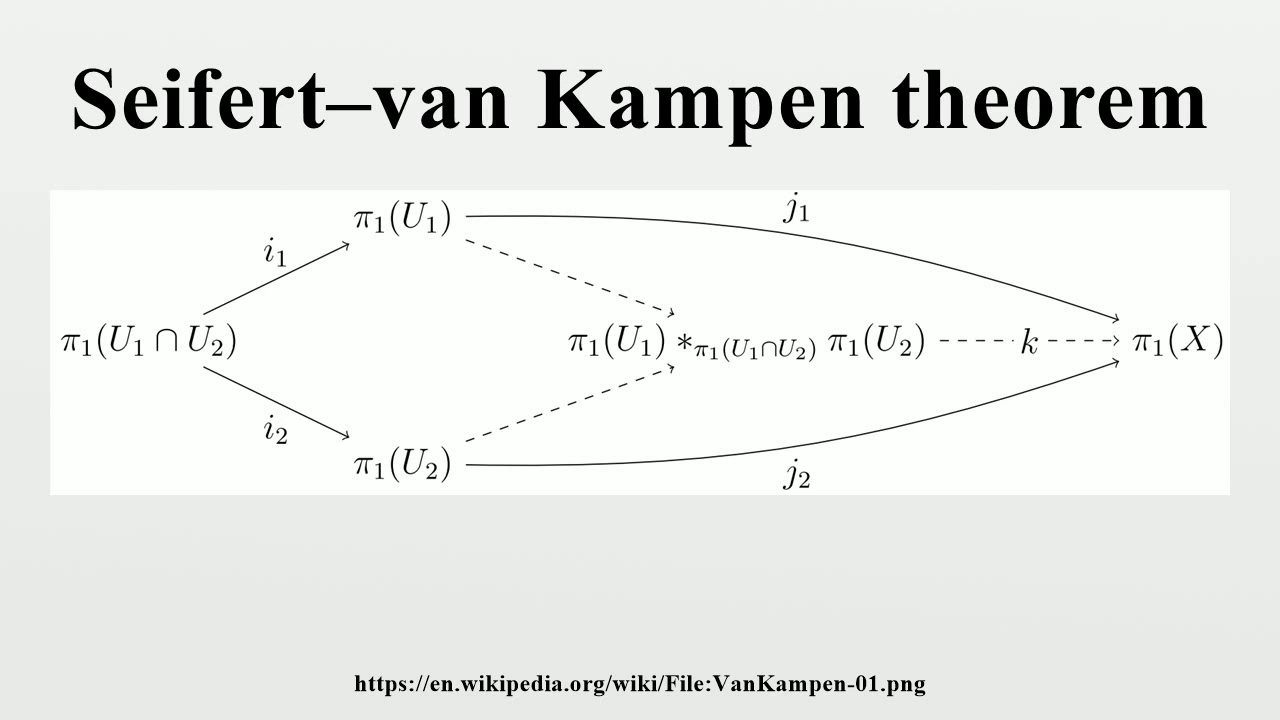 Seifert–van Kampen theorem
j₁
π₁(U₁)
i₁
π₁(U₁ ∩ U₂)
π₁(U₁) ∗π₁(U₁∩U₂) π₁(U₂)
k
π₁(X)
i₂
π₁(U₂)
j₂
https://en.wikipedia.org/wiki/File:VanKampen-01.png